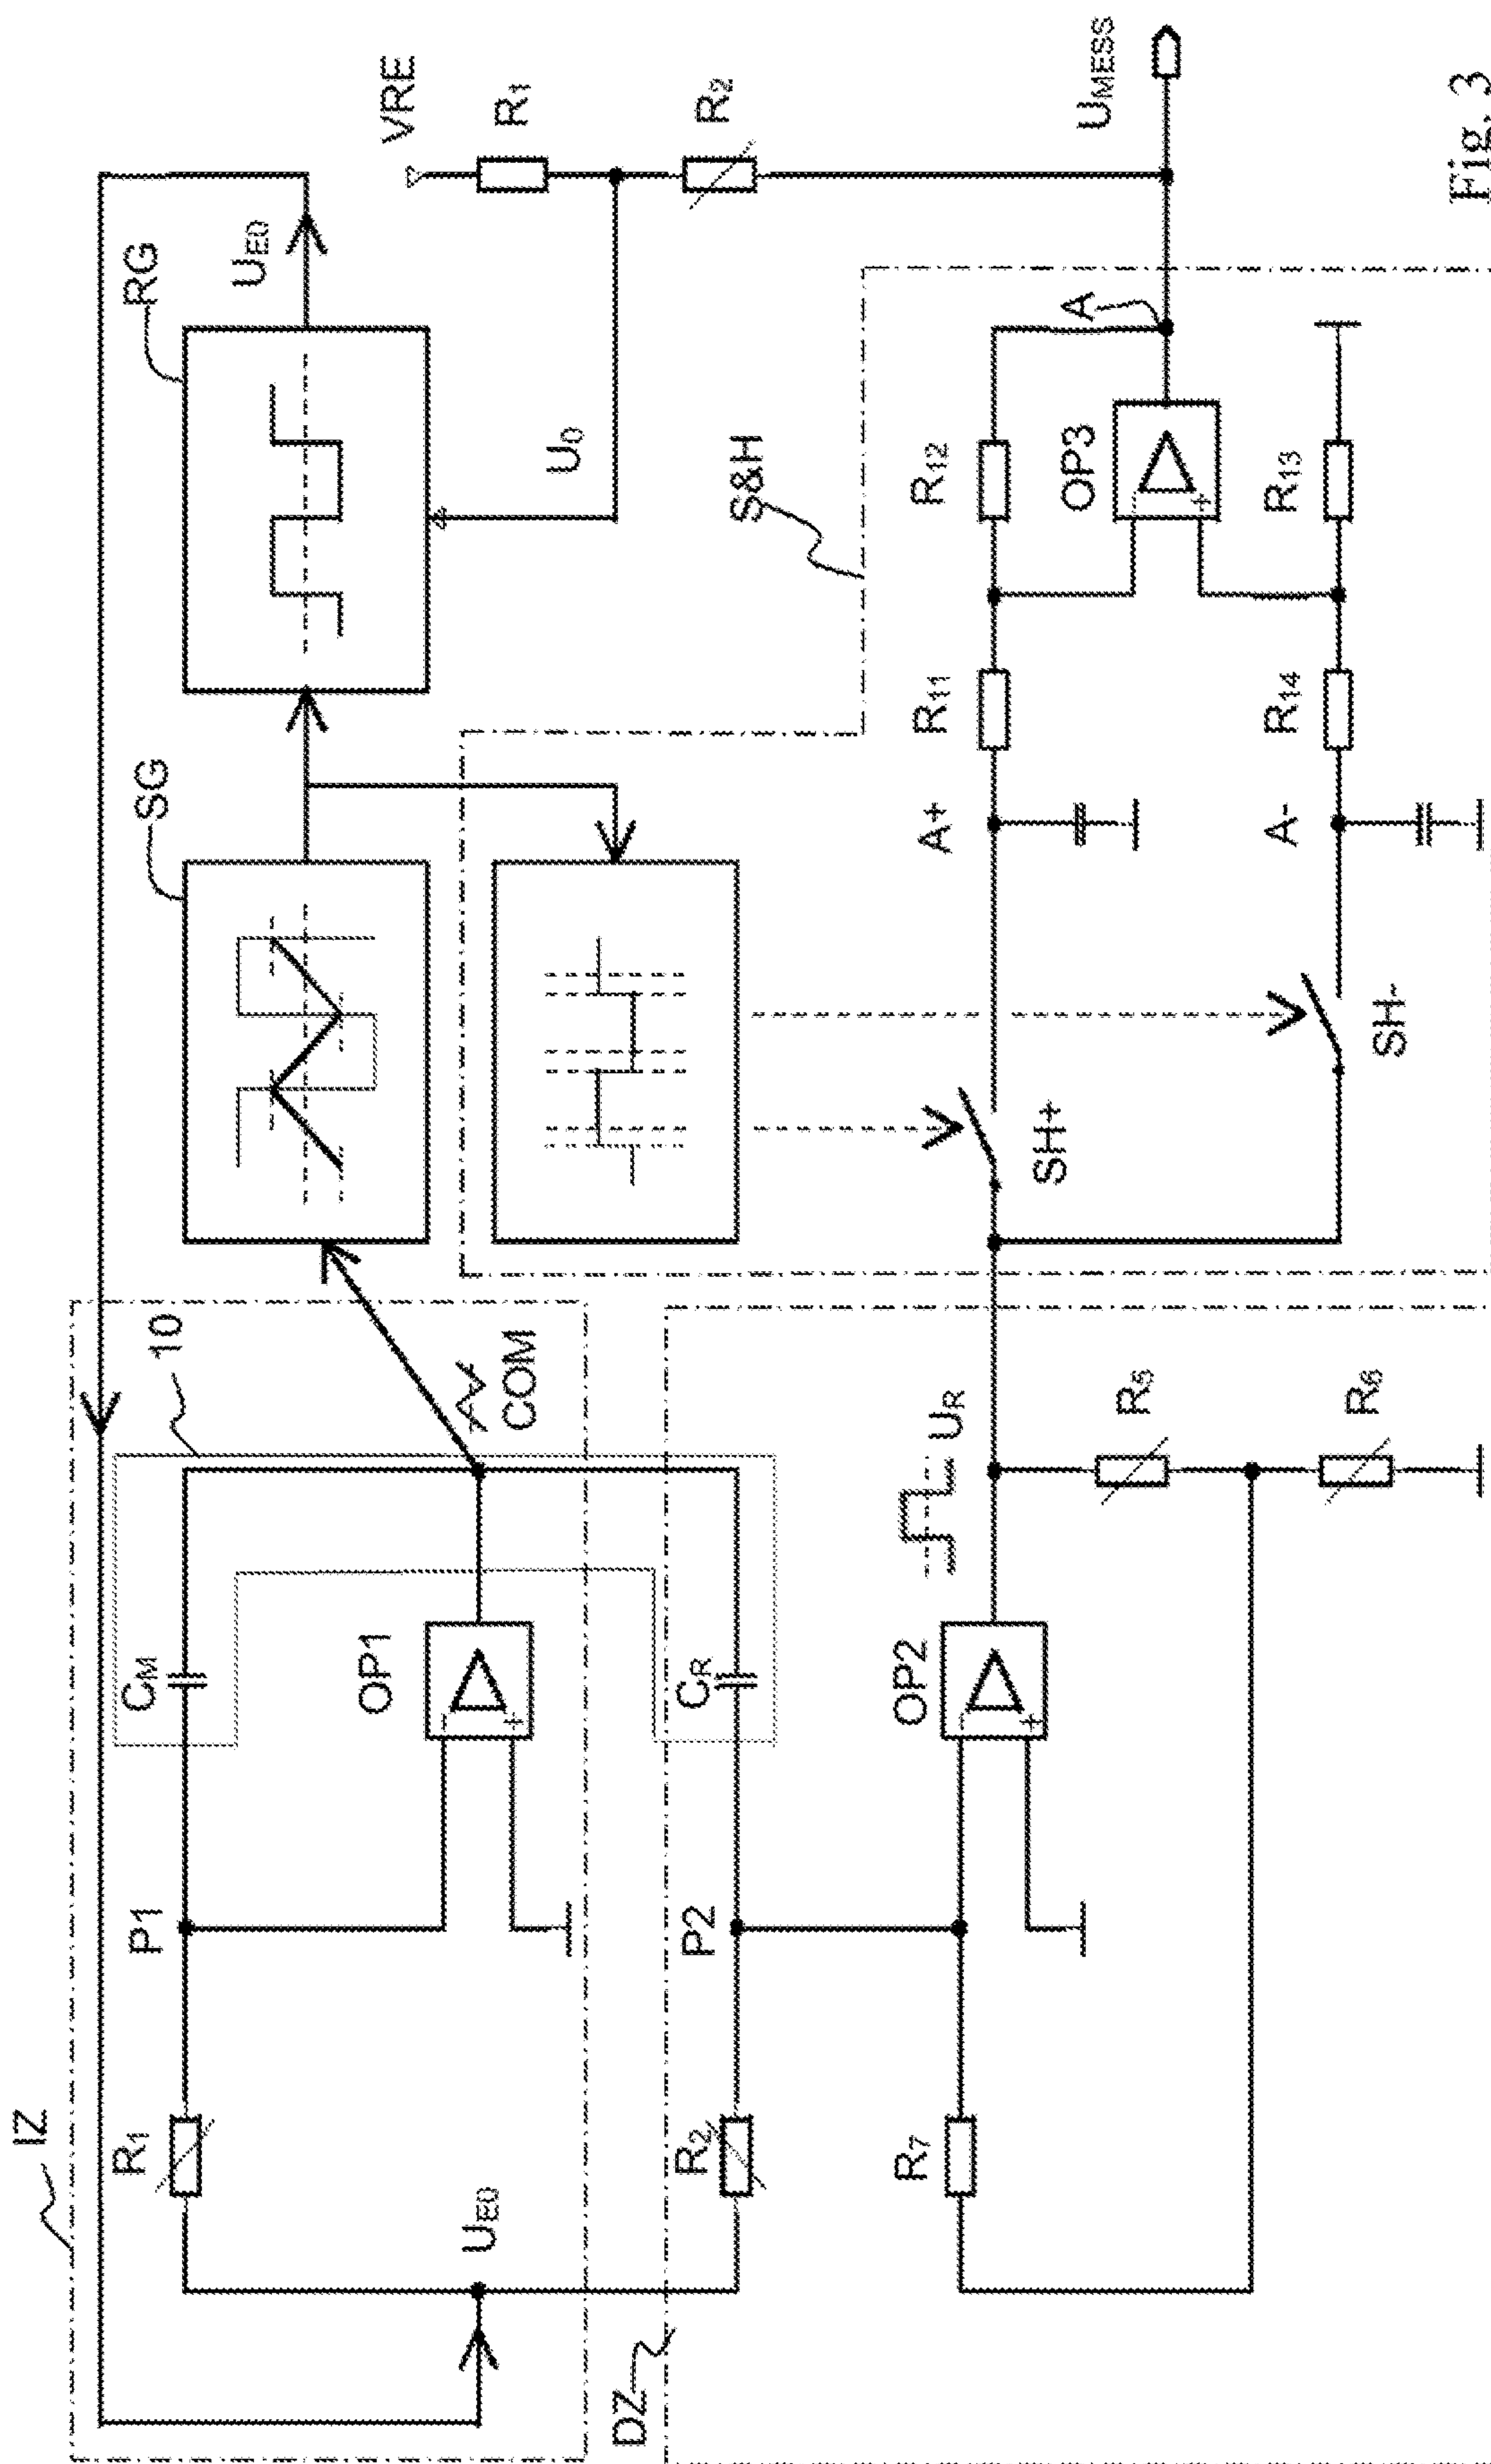 IZ
R1
P1
CM
10
SG
RG
UE0
VRE
R1
R2
UE0
OP1
COM
U0
DZ
R2
P2
CR
S&H
UMESS
R7
OP2
UR
R5
R6
SH+
SH-
A+
A-
R11
R14
R12
OP3
R13
A
Fig. 3
-
+
-
+
-
+